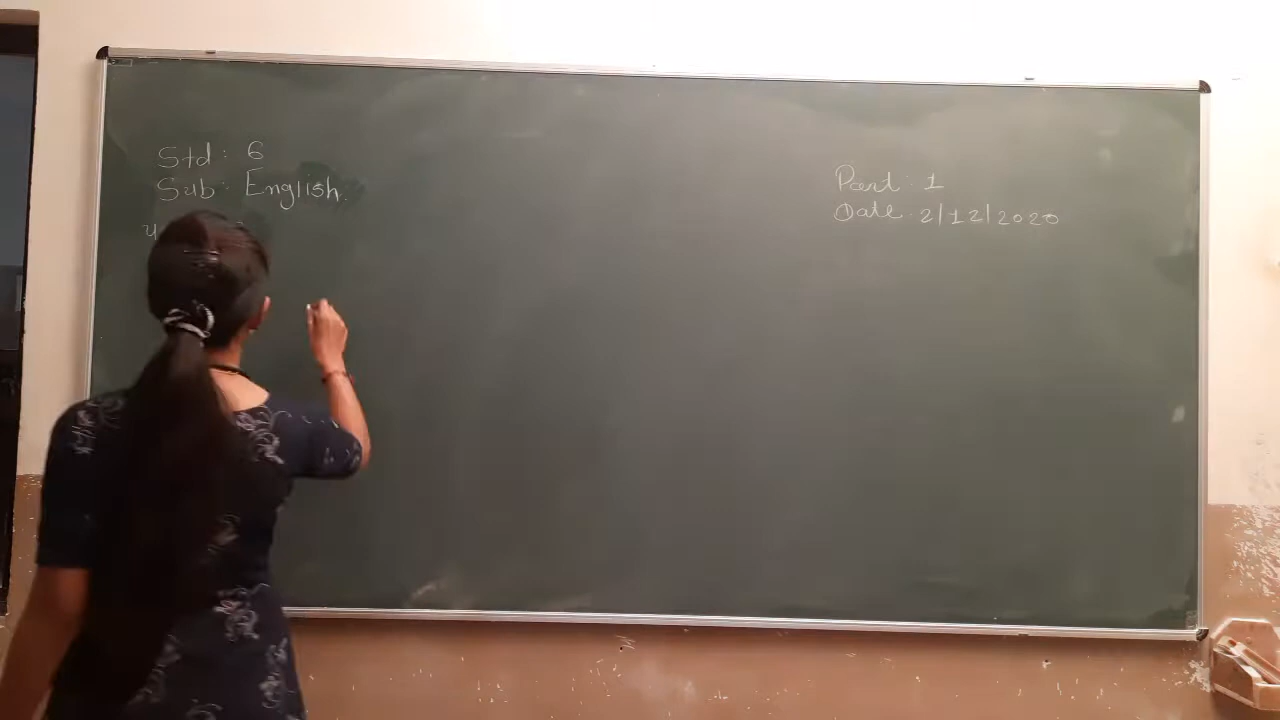 Std : 6
Sub : English.
Part : 1
Date : 2/12/2020